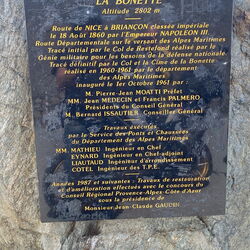 LA BONETTE
Altitude 2802 m
Route de NICE à BRIANÇON classée impériale
le 18 Août 1860 par l'Empereur NAPOLÉON III
Route Départementale sur le versant des Alpes Maritimes
Tracé initial par le Col de Restefond réalisé par le
Génie militaire pour les besoins de la défense nationale
Tracé définitif par le Col et la Cime de la Bonette
réalisé en 1960-1961 par le département
des Alpes Maritimes
inauguré le 1er Octobre 1961 par
M. Pierre-Jean MOATTI Préfet
MM. Jean MEDECIN et Francis PALMERO
Présidents du Conseil Général
M. Bernard ISSAUTIER Conseiller Général
Travaux exécutés
par le Service des Ponts et Chaussées
du Département des Alpes Maritimes
MM. MATHIEU Ingénieur en Chef
EYNARD Ingénieur en Chef-adjoint
LIAUTAUD Ingénieur d'arrondissement
COTEL Ingénieur des T.P.E.
Années 1987 et suivantes : Travaux de restauration
et d'amélioration effectués avec le concours du
Conseil Régional Provence-Alpes-Côte d'Azur
sous la présidence de
Monsieur Jean-Claude GAUDIN